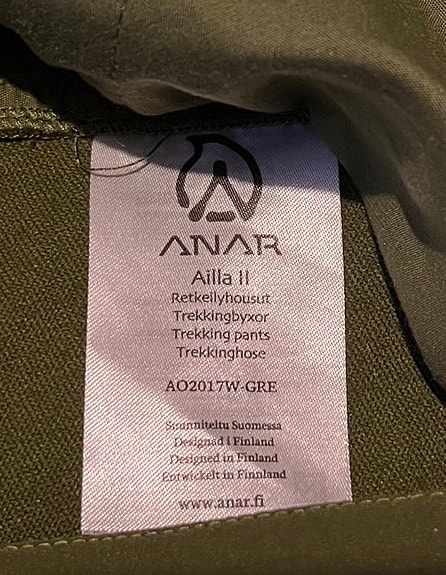 ANAR
Ailla II
Retkeilyhousut
Trekkingbyxor
Trekking pants
Trekkinghose
AO2017W-GRE
Suunniteltu Suomessa
Designad i Finland
Designed in Finland
Entwickelt in Finnland
www.anar.fi